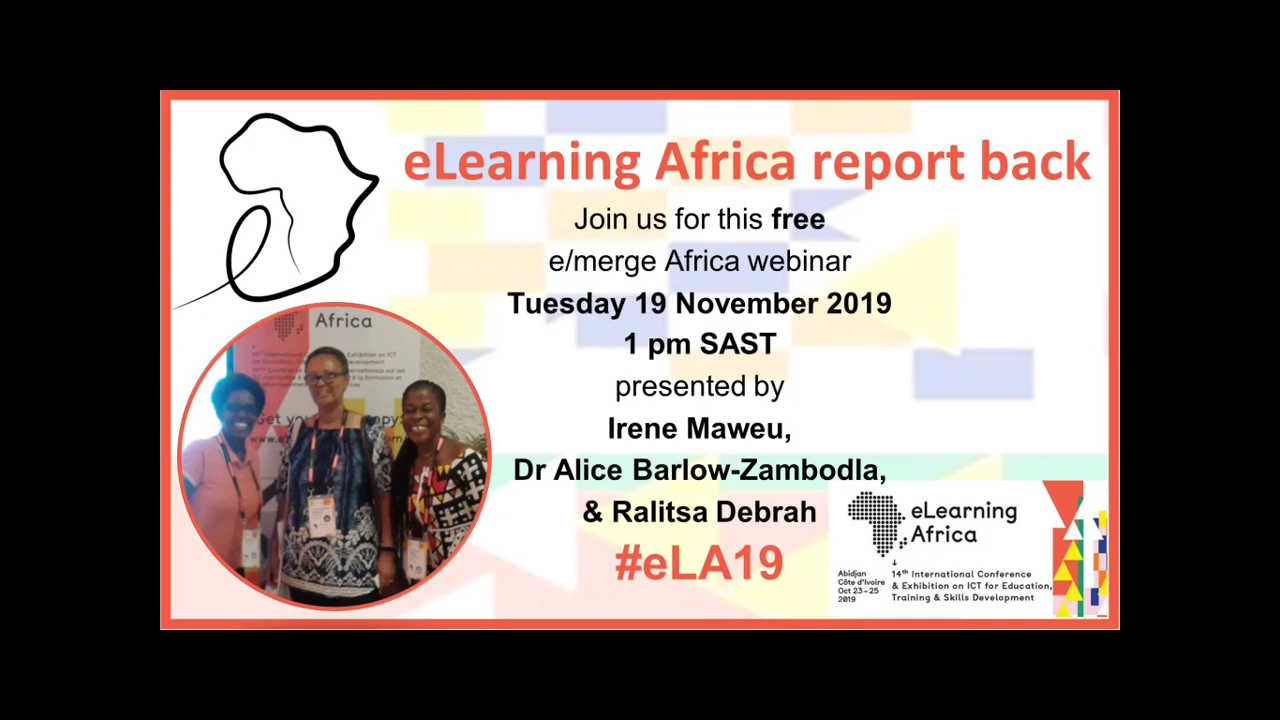 eLearning Africa report back
Join us for this free
e/merge Africa webinar
Tuesday 19 November 2019
1 pm SAST
presented by
Irene Maweu,
Dr Alice Barlow-Zambodla,
& Ralitsa Debrah
#eLA19
Africa
eLearning
Africa
Abidjan
Côte d'Ivoire
Oct 23–25
2019
14th International Conference
& Exhibition on ICT for Education,
Training & Skills Development